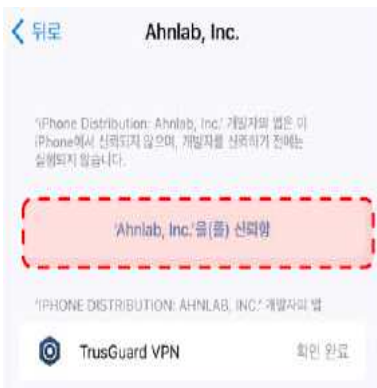 뒤로
Ahnlab, Inc.
'iPhone Distribution: Ahnlab, Inc.' 개발자의 앱은 이
iPhone에서 신뢰되지 않으며, 개발자를 신뢰하기 전에는
실행되지 않습니다.
'Ahnlab, Inc.'을(를) 신뢰함
'IPHONE DISTRIBUTION: AHNLAB, INC.' 개발자의 앱
TrusGuard VPN
확인 완료